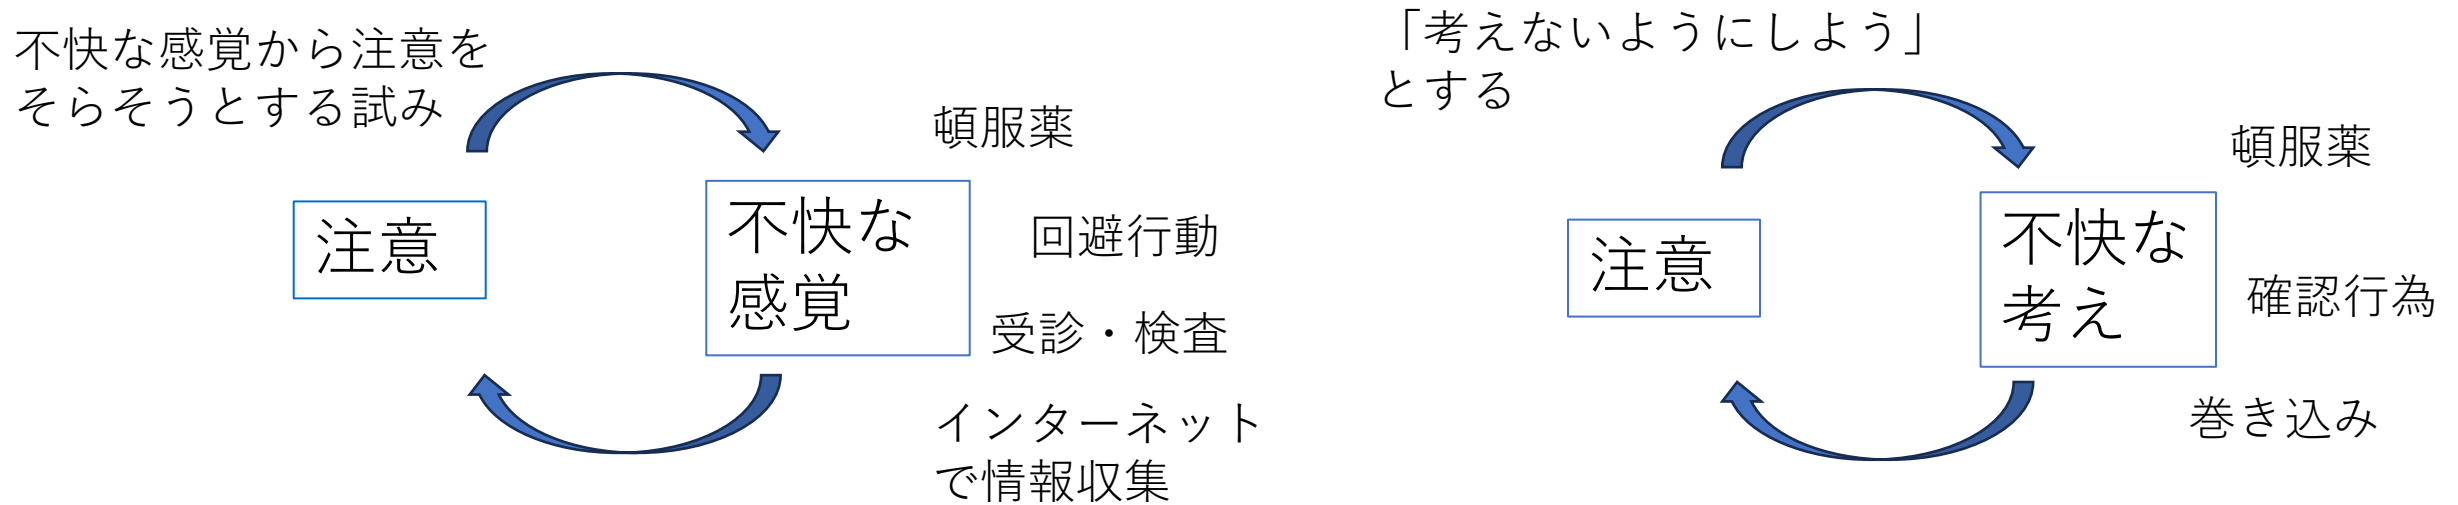 不快な感覚から注意を
そらそうとする試み
頓服薬
注意
不快な
感覚
回避行動
受診・検査
インターネット
で情報収集
「考えないようにしよう」
とする
頓服薬
注意
不快な
考え
確認行為
巻き込み